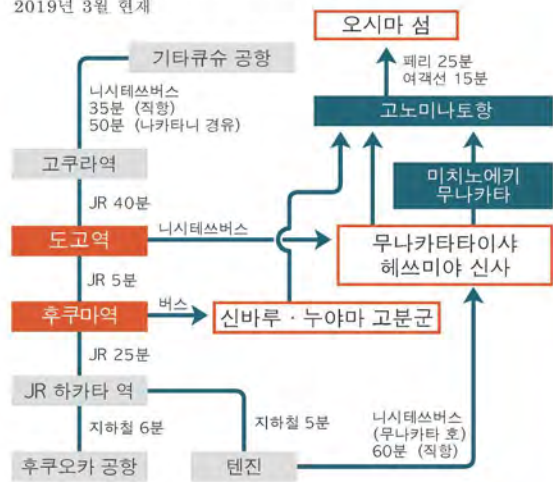 2019년 3월 현재
오시마 섬
기타큐슈 공항
페리 25분
여객선 15분
니시테쓰버스
35분 (직항)
50분 (나카타니 경유)
고노미나토항
고쿠라역
미치노에키
무나카타
JR 40분
도고역
니시테쓰버스
무나카타타이샤
헤쓰미야 신사
JR 5분
후쿠마역
버스
신바루 · 누야마 고분군
JR 25분
JR 하카타 역
지하철 6분
지하철 5분
니시테쓰버스
(무나카타 호)
60분 (직항)
후쿠오카 공항
텐진